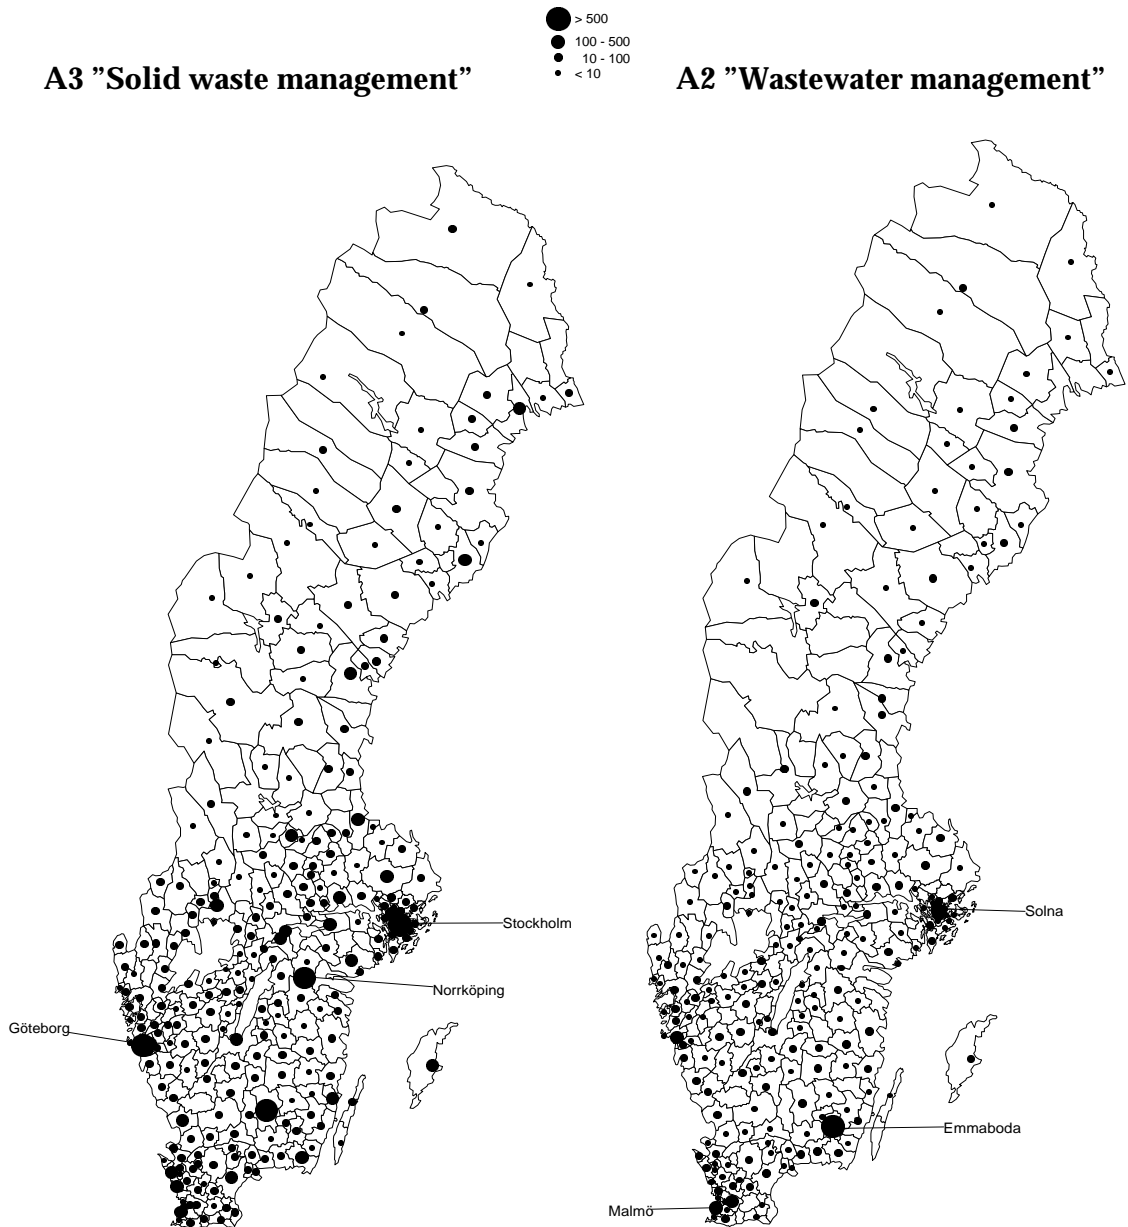 > 500
100 - 500
10 - 100
< 10
A3 ”Solid waste management”
A2 ”Wastewater management”
Stockholm
Solna
Norrköping
Göteborg
Emmaboda
Malmö